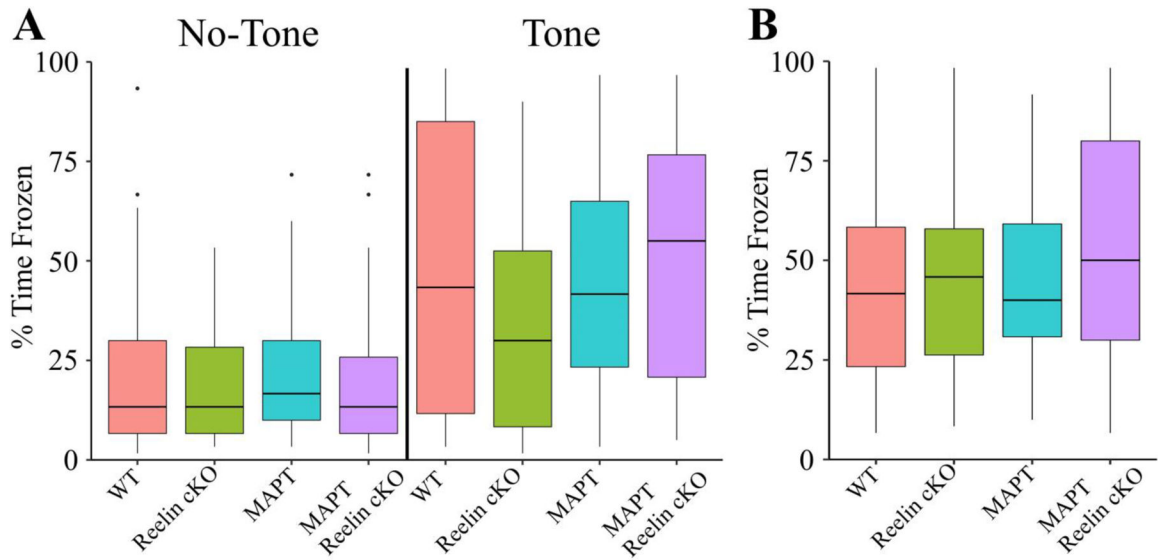 A
No-Tone
Tone
% Time Frozen
100
75
50
25
0
WT
Reelin cKO
MAPT
MAPT
Reelin cKO
WT
Reelin cKO
MAPT
MAPT
Reelin cKO
B
% Time Frozen
100
75
50
25
0
WT
Reelin cKO
MAPT
MAPT
Reelin cKO